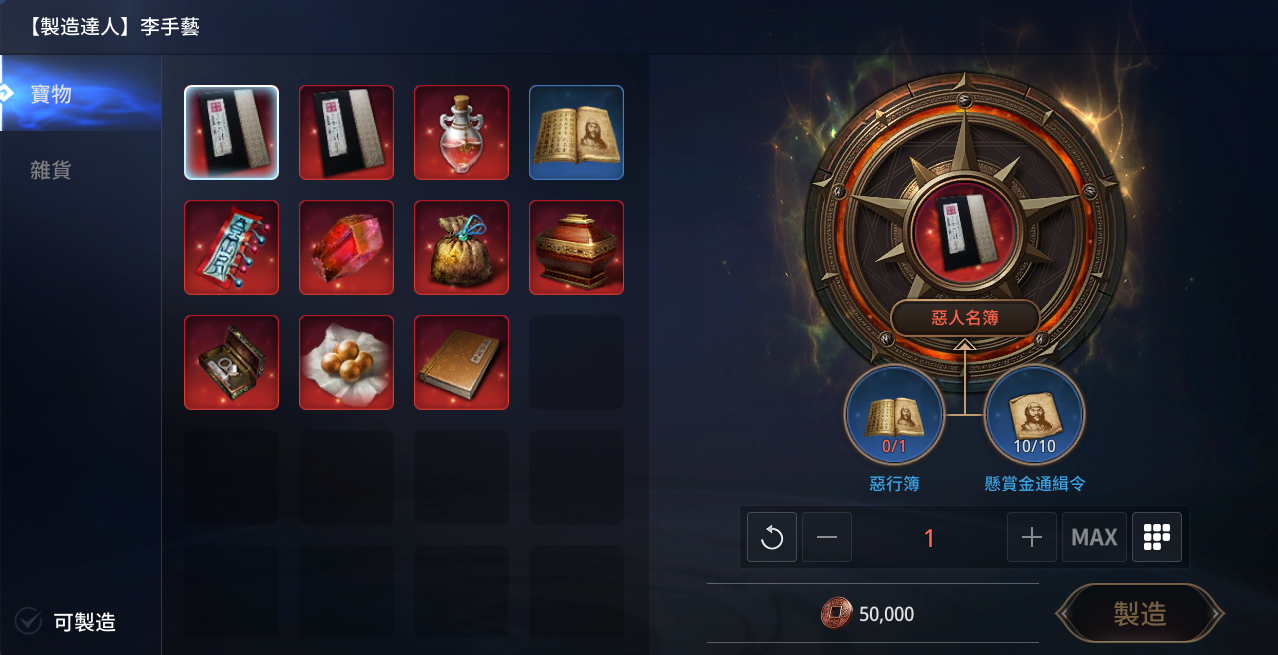 【製造達人】李手藝
寶物
雜貨
惡人名簿
0/1
10/10
惡行簿
懸賞金通緝令
1
MAX
50,000
可製造
製造